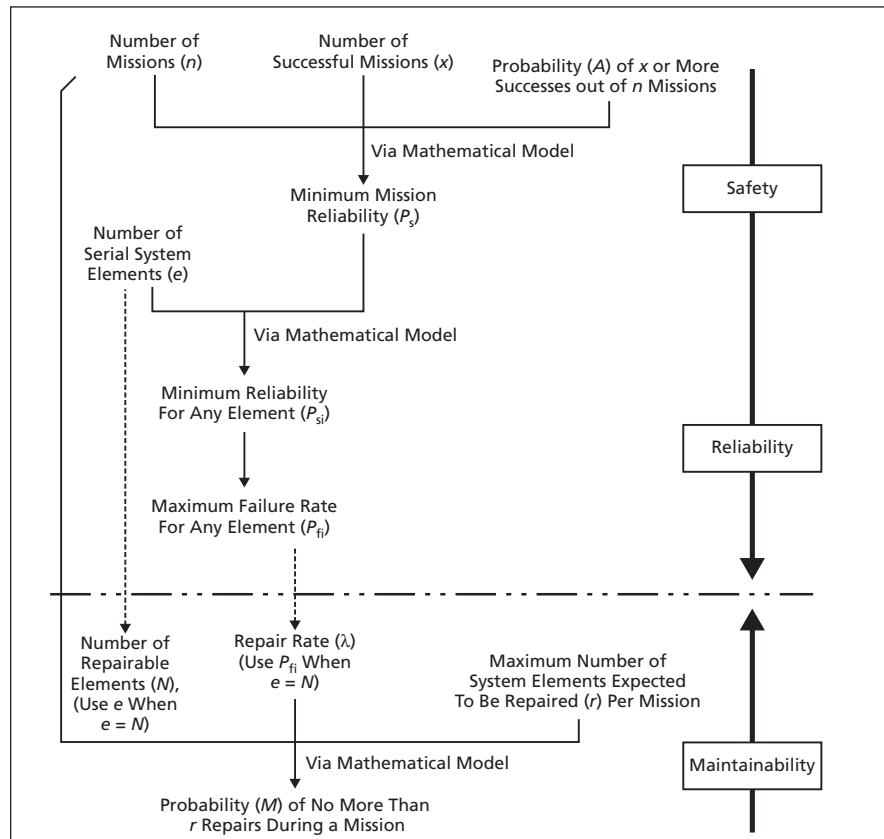 Number of
Missions (n)
Number of
Successful Missions (x)
Probability (A) of x or More
Successes out of n Missions
Via Mathematical Model
Safety
Minimum Mission
Reliability (Ps)
Number of
Serial System
Elements (e)
Via Mathematical Model
Minimum Reliability
For Any Element (Psi)
Reliability
Maximum Failure Rate
For Any Element (Pfi)
Number of
Repairable
Elements (N),
(Use e When
e = N)
Repair Rate (λ)
(Use Pfi When
e = N)
Maximum Number of
System Elements Expected
To Be Repaired (r) Per Mission
Via Mathematical Model
Maintainability
Probability (M) of No More Than
r Repairs During a Mission